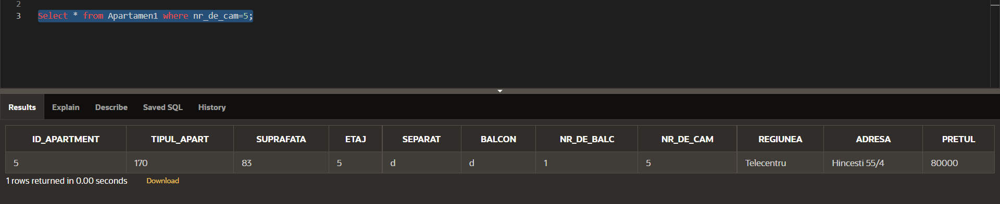 2
3 Select * from Apartamen1 where nr_de_cam=5;
Results Explain Describe Saved SQL History
ID_APARTMENT TIPUL_APART SUPRAFATA ETAJ SEPARAT BALCON NR_DE_BALC NR_DE_CAM REGIUNEA ADRESA PRETUL
5 170 83 5 d d 1 5 Telecentru Hincesti 55/4 80000
1 rows returned in 0.00 seconds Download